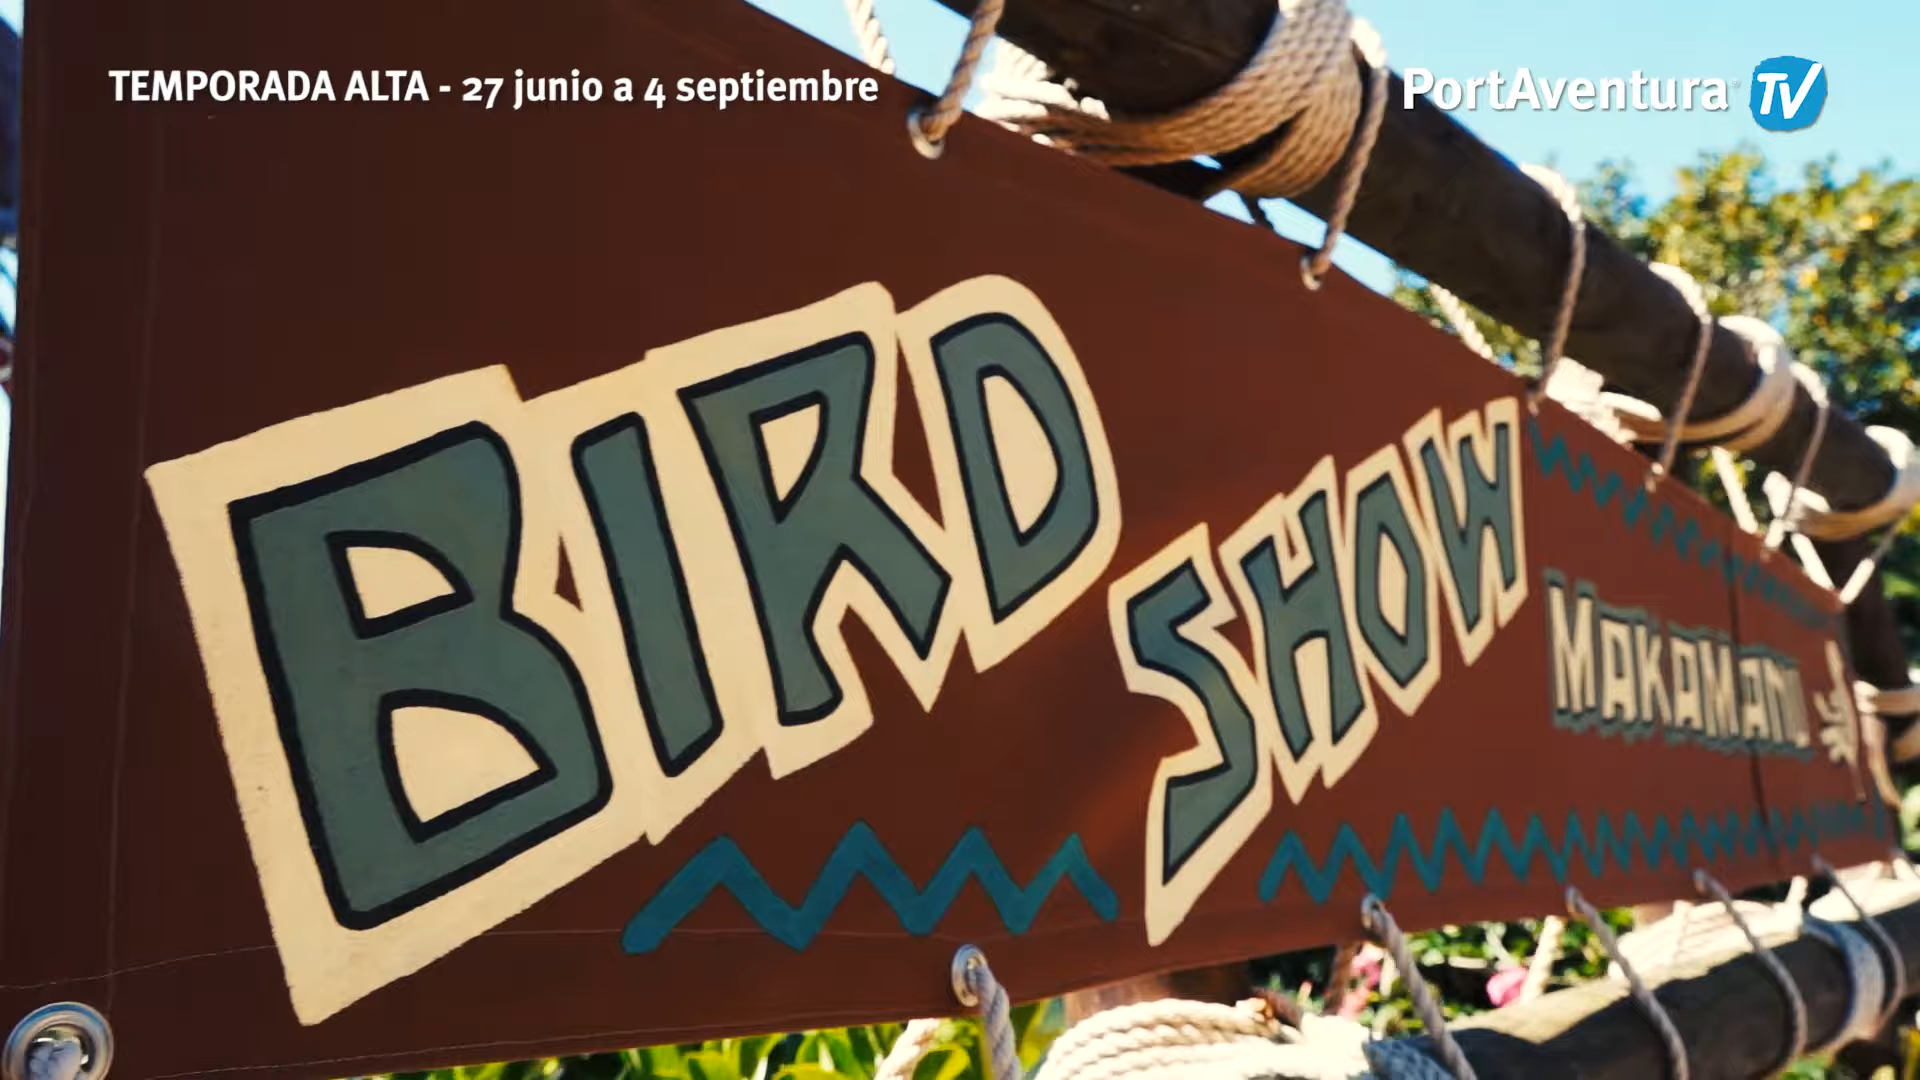 TEMPORADA ALTA - 27 junio a 4 septiembre
PortAventura TV
BIRD
SHOW
MAKAMANU